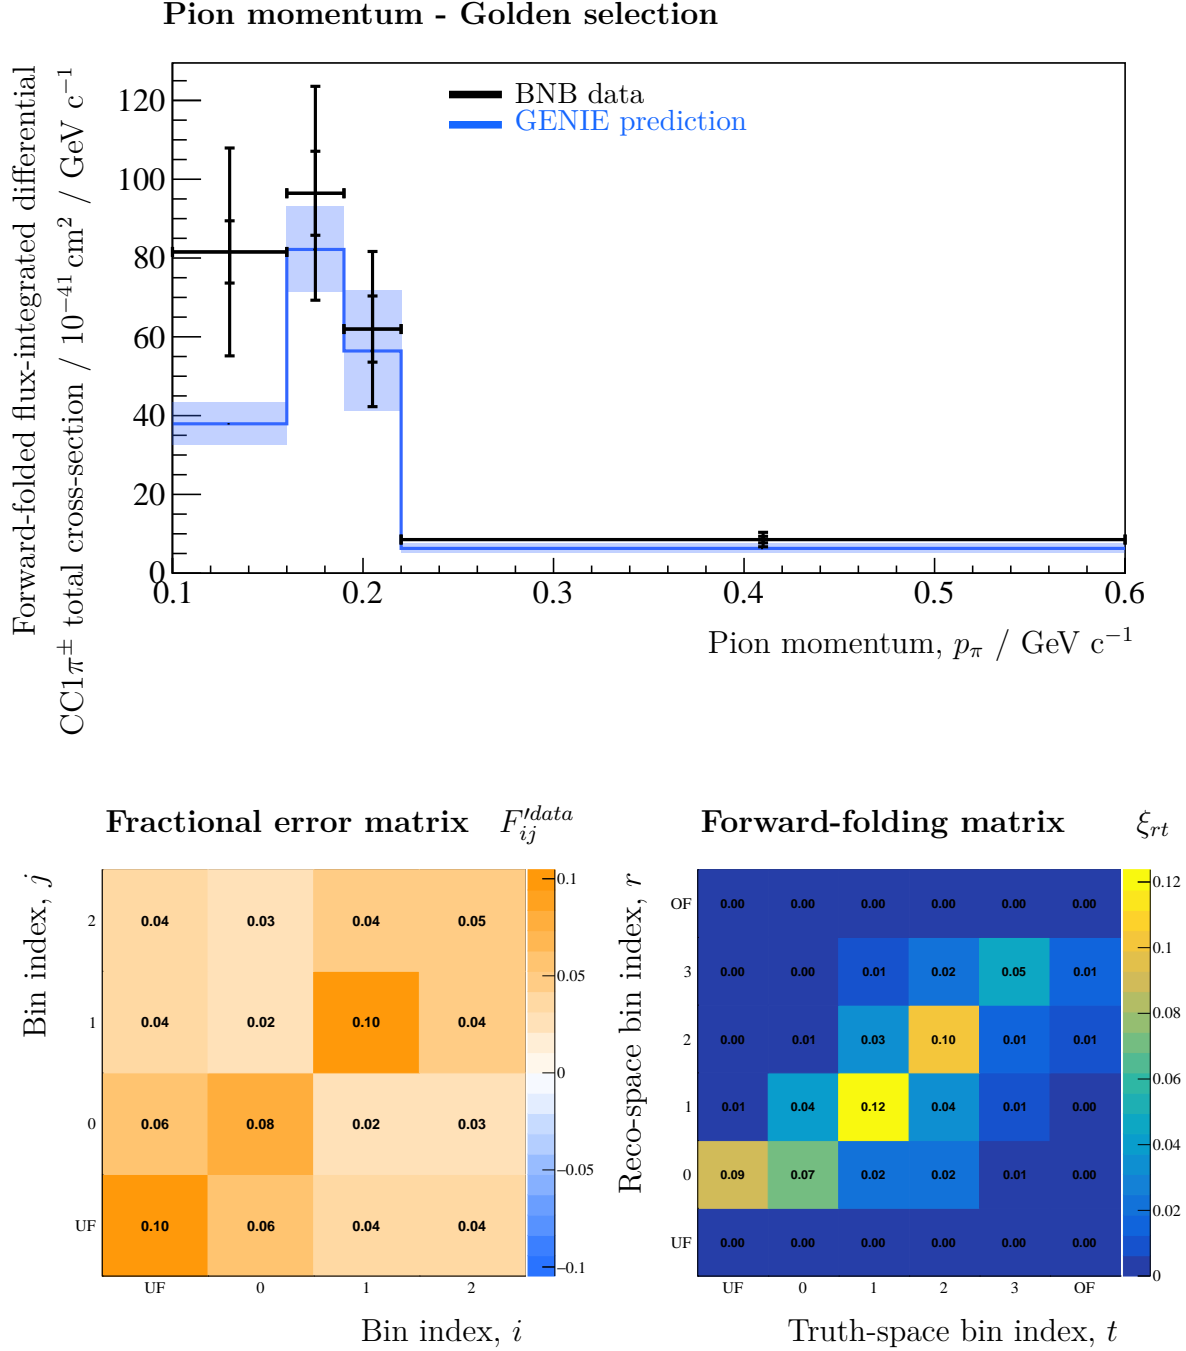 Pion momentum - Golden selection
Forward-folded flux-integrated differential
CC1π± total cross-section / 10⁻⁴¹ cm² / GeV c⁻¹
BNB data
GENIE prediction
120
100
80
60
40
20
0
0.1 0.2 0.3 0.4 0.5 0.6
Pion momentum, pπ / GeV c⁻¹
Fractional error matrix F′ᵈᵃᵗᵃij
Bin index, j
2 0.04 0.03 0.04 0.05
1 0.04 0.02 0.10 0.04
0 0.06 0.08 0.02 0.03
UF 0.10 0.06 0.04 0.04
UF 0 1 2
Bin index, i
0.1
0.05
0
−0.05
−0.1
Forward-folding matrix ξrt
Reco-space bin index, r
OF 0.00 0.00 0.00 0.00 0.00 0.00
3 0.00 0.00 0.01 0.02 0.05 0.01
2 0.00 0.01 0.03 0.10 0.01 0.01
1 0.01 0.04 0.12 0.04 0.01 0.00
0 0.09 0.07 0.02 0.02 0.01 0.00
UF 0.00 0.00 0.00 0.00 0.00 0.00
UF 0 1 2 3 OF
Truth-space bin index, t
0.12
0.1
0.08
0.06
0.04
0.02
0